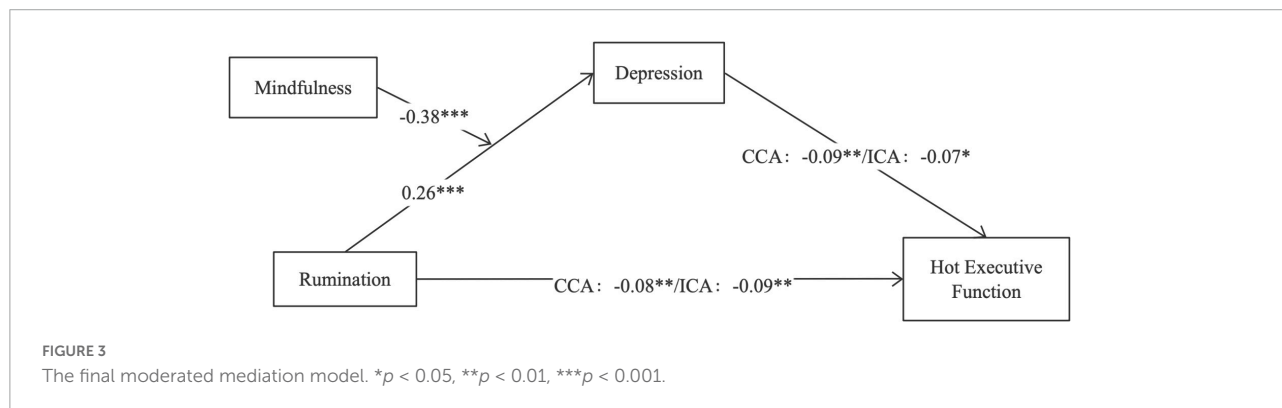 Mindfulness
Depression
-0.38***
CCA： -0.09**/ICA： -0.07*
0.26***
Rumination
CCA： -0.08**/ICA： -0.09**
Hot Executive
Function
FIGURE 3
The final moderated mediation model. *p < 0.05, **p < 0.01, ***p < 0.001.